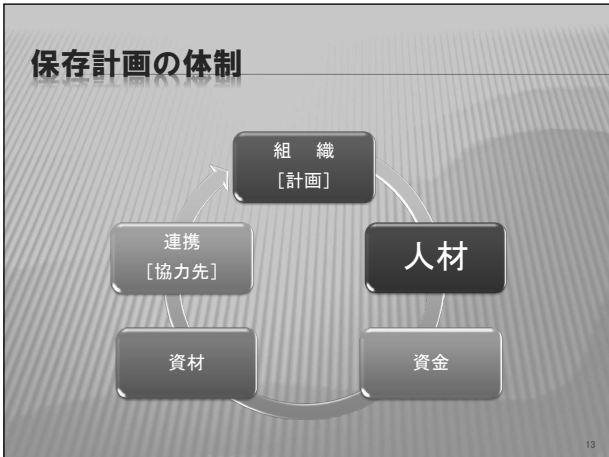 保存計画の体制
組　織
[計画]
連携
[協力先]
人材
資材
資金
13